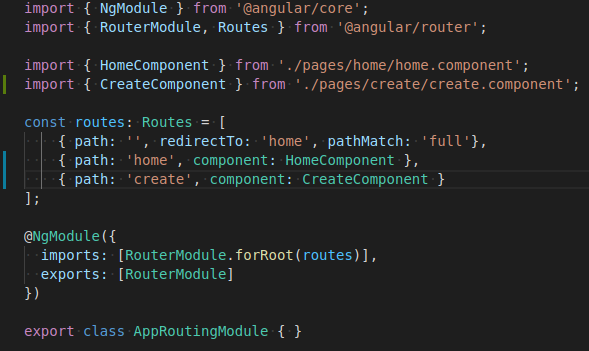 import { NgModule } from '@angular/core';
import { RouterModule, Routes } from '@angular/router';

import { HomeComponent } from './pages/home/home.component';
import { CreateComponent } from './pages/create/create.component';

const routes: Routes = [
    { path: '', redirectTo: 'home', pathMatch: 'full'},
    { path: 'home', component: HomeComponent },
    { path: 'create', component: CreateComponent }
];

@NgModule({
  imports: [RouterModule.forRoot(routes)],
  exports: [RouterModule]
})

export class AppRoutingModule { }